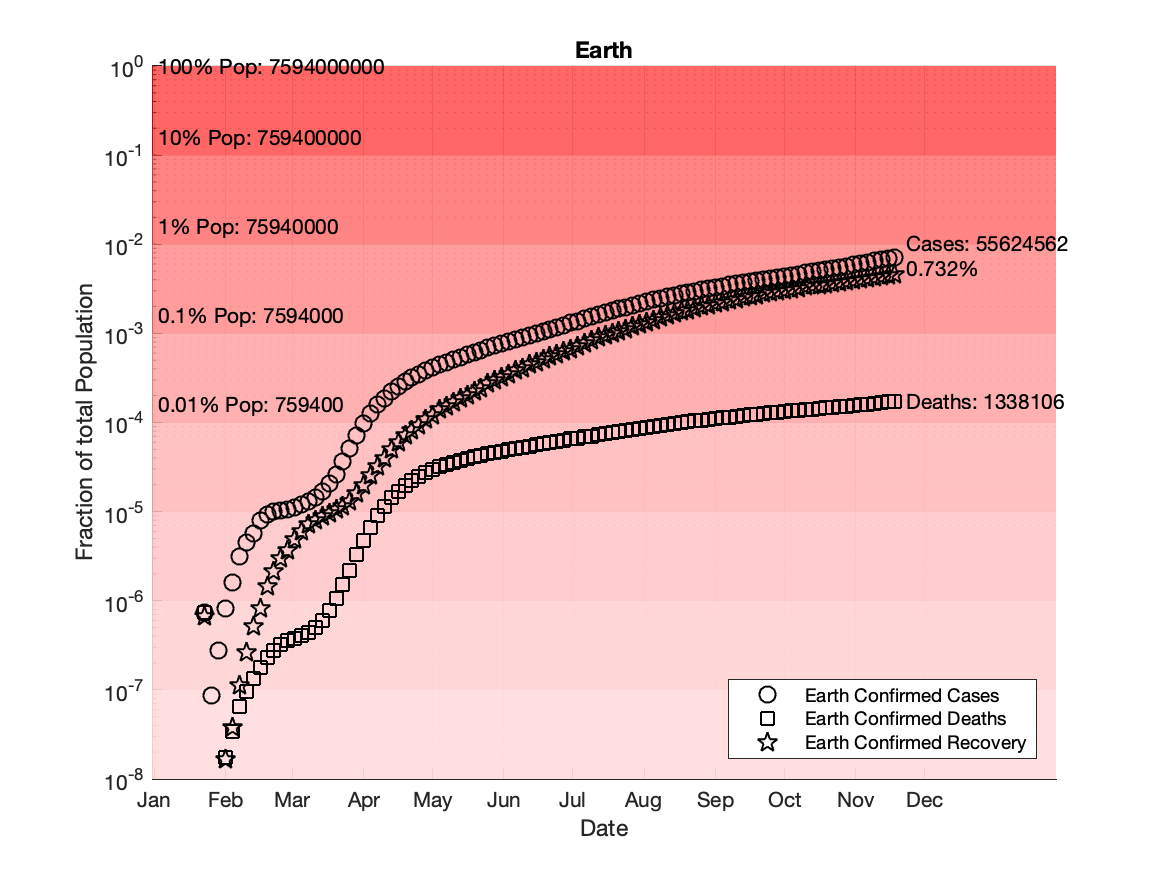 Earth
10^0
100% Pop: 7594000000
10% Pop: 759400000
10^-1
1% Pop: 75940000
10^-2
Cases: 55624562
0.732%
0.1% Pop: 7594000
10^-3
0.01% Pop: 759400
Deaths: 1338106
10^-4
10^-5
10^-6
10^-7
10^-8
Fraction of total Population
Earth Confirmed Cases
Earth Confirmed Deaths
Earth Confirmed Recovery
Jan Feb Mar Apr May Jun Jul Aug Sep Oct Nov Dec
Date